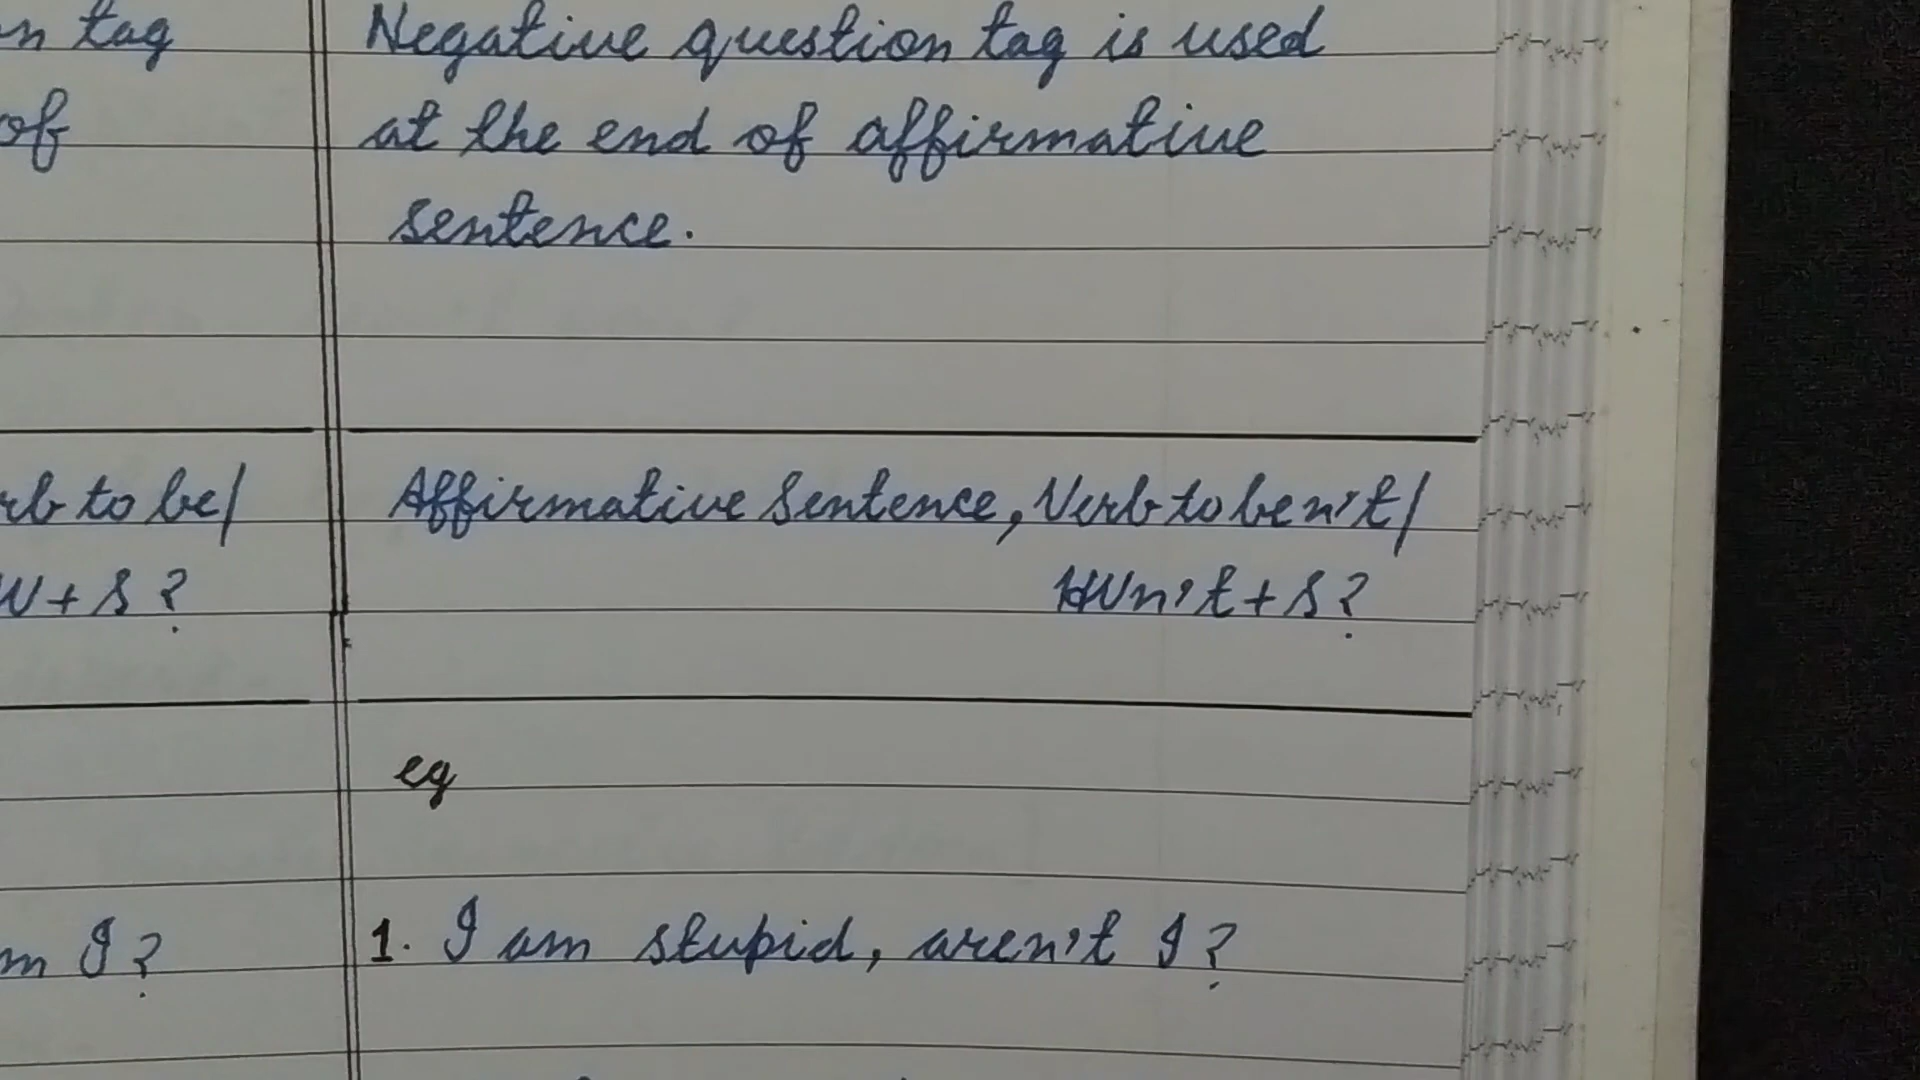 n tag
of
rb to be/
W+S?
m I?
Negative question tag is used
at the end of affirmative
sentence.
Affirmative Sentence, Verb to be n't/
HVn't + S?
eg
1. I am stupid, aren't I?